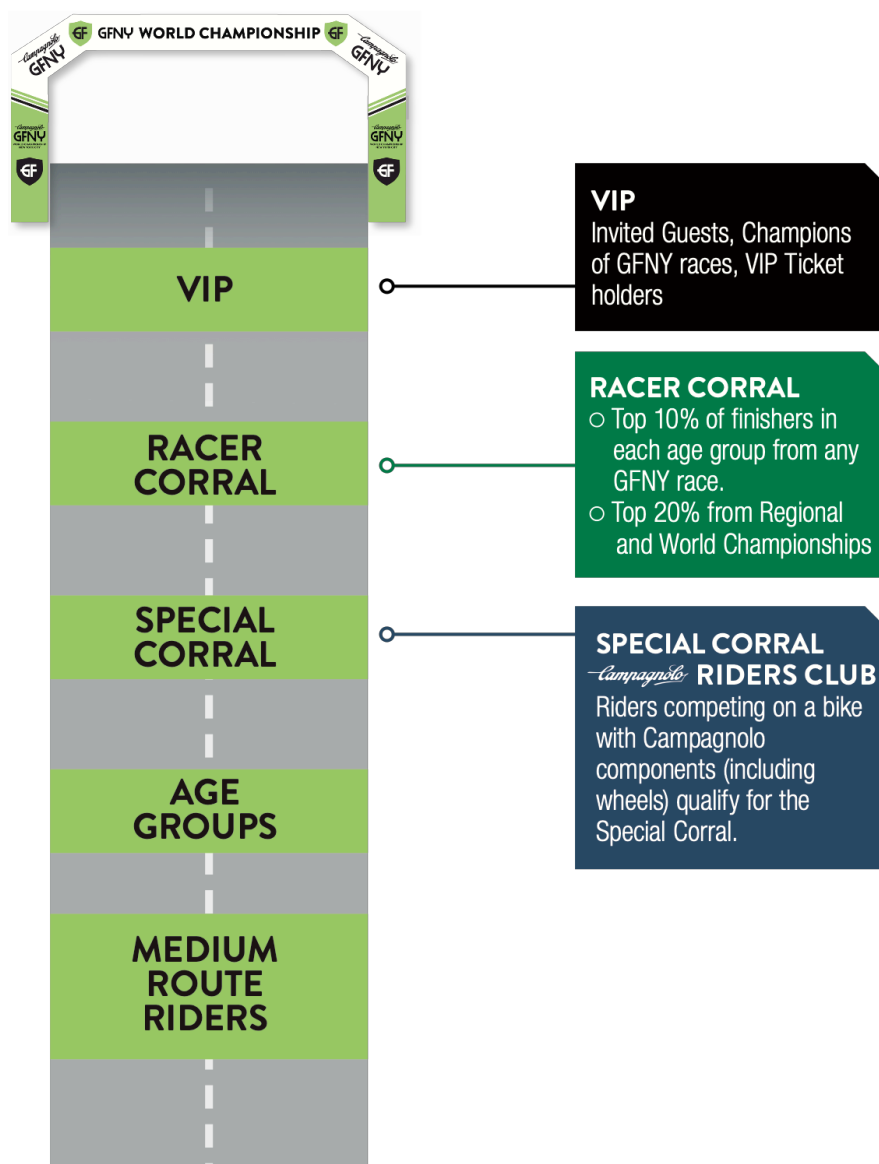 GFNY WORLD CHAMPIONSHIP
Campagnolo
GFNY
Campagnolo
GFNY
Campagnolo
GFNY
GF
Campagnolo
GFNY
GF
VIP
VIP
Invited Guests, Champions
of GFNY races, VIP Ticket
holders
RACER
CORRAL
RACER CORRAL
○ Top 10% of finishers in
each age group from any
GFNY race.
○ Top 20% from Regional
and World Championships
SPECIAL
CORRAL
SPECIAL CORRAL
Campagnolo RIDERS CLUB
Riders competing on a bike
with Campagnolo
components (including
wheels) qualify for the
Special Corral.
AGE
GROUPS
MEDIUM
ROUTE
RIDERS